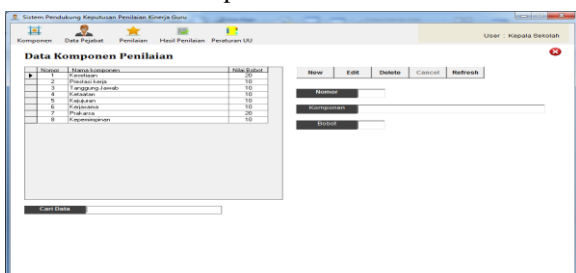 Sistem Pendukung Keputusan Penilaian Kinerja Guru
Komponen Data Pejabat Penilaian Hasil Penilaian Peraturan UU
User : Kepala Sekolah
Data Komponen Penilaian
Nomor Nama komponen Nilai Bobot
1 Kesetiaan 20
2 Prestasi kerja 10
3 Tanggung Jawab 10
4 Ketaatan 10
5 Kejujuran 10
6 Kerjasama 10
7 Prakarsa 20
8 Kepemimpinan 10
New Edit Delete Cancel Refresh
Nomor
Komponen
Bobot
Cari Data